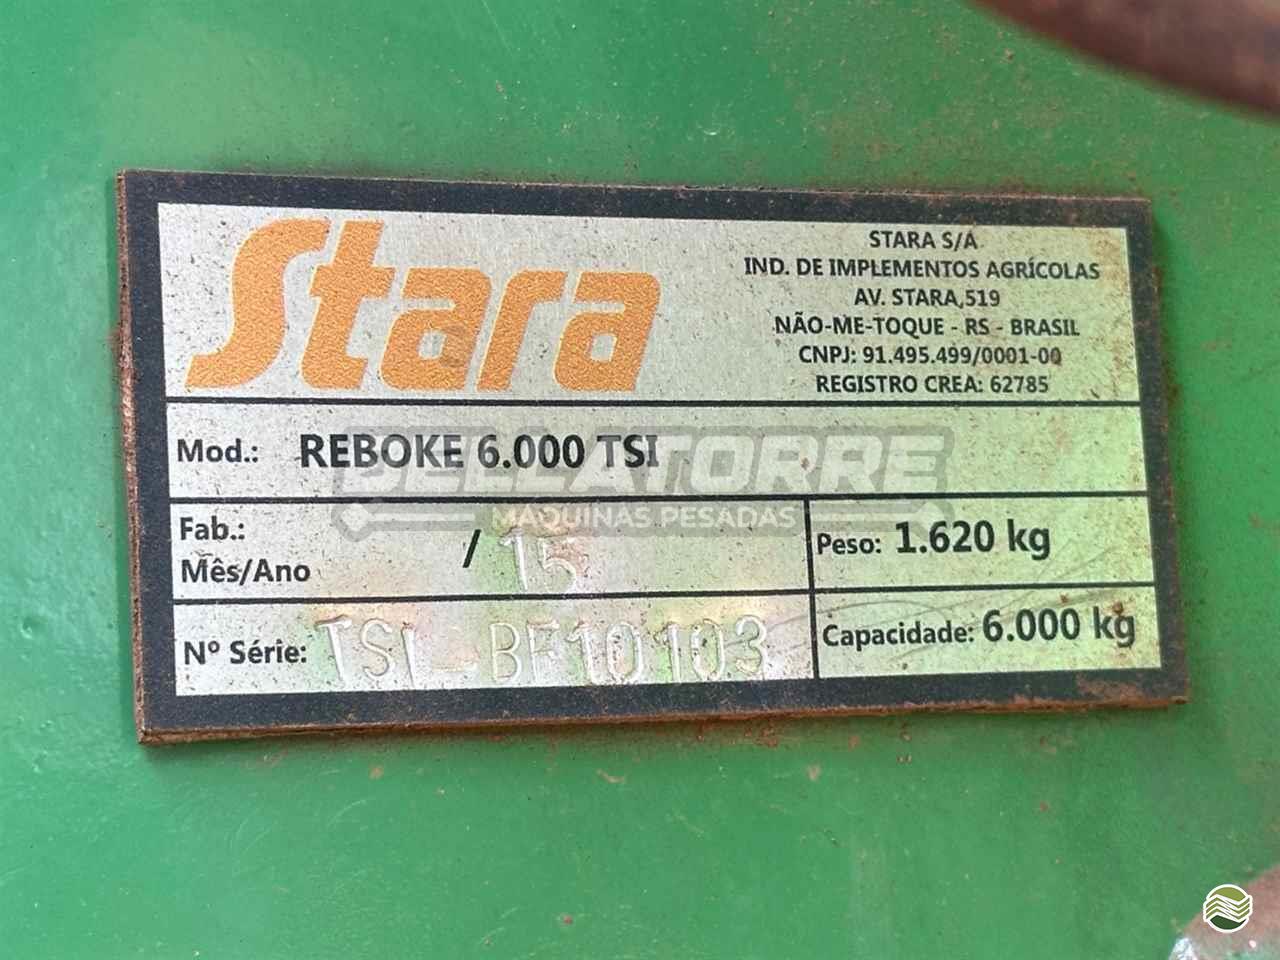 Stara
STARA S/A
IND. DE IMPLEMENTOS AGRÍCOLAS
AV. STARA,519
NÃO-ME-TOQUE - RS - BRASIL
CNPJ: 91.495.499/0001-00
REGISTRO CREA: 62785
Mod.: REBOKE 6.000 TSI
BELLATORRE
MÁQUINAS PESADAS
Fab.:
Mês/Ano / 15
Peso: 1.620 kg
Nº Série: TSI-BF10103
Capacidade: 6.000 kg